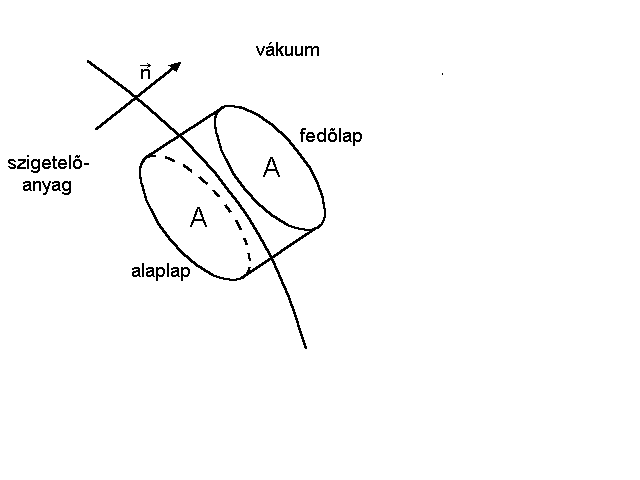 vákuum
n
fedőlap
szigetelő-
anyag
A
A
alaplap